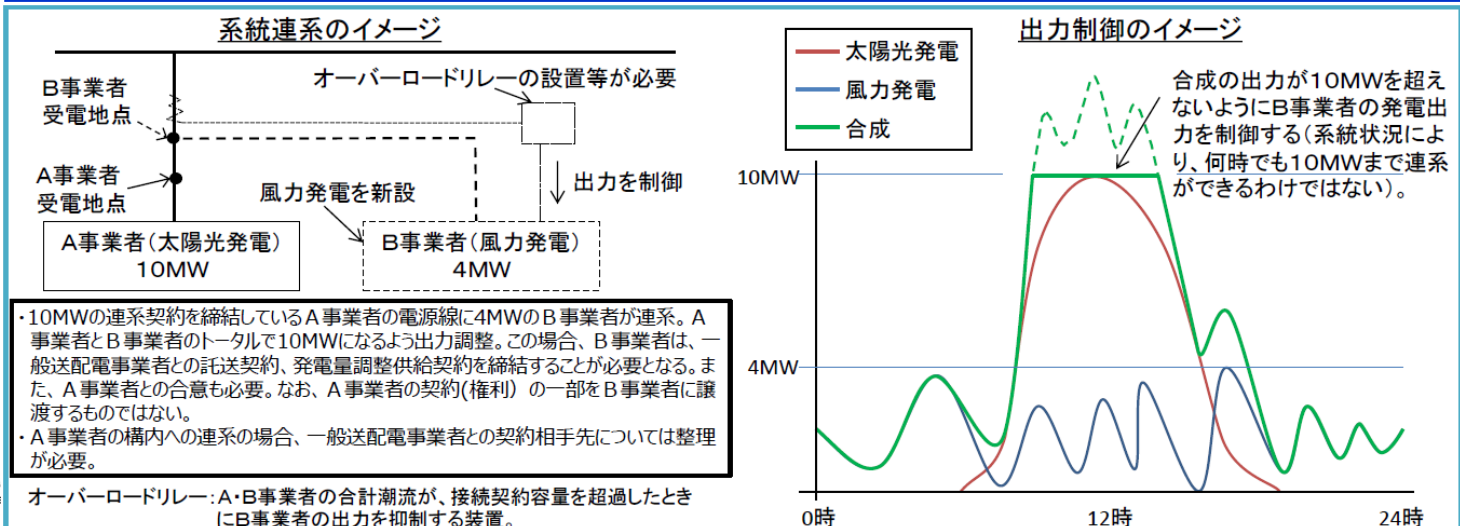 系統連系のイメージ
オーバーロードリレーの設置等が必要
B事業者
受電地点
A事業者
受電地点
風力発電を新設
出力を制御
A事業者(太陽光発電)
10MW
B事業者(風力発電)
4MW
・10MWの連系契約を締結しているA事業者の電源線に4MWのB事業者が連系。A
事業者とB事業者のトータルで10MWになるよう出力調整。この場合、B事業者は、一
般送配電事業者との託送契約、発電量調整供給契約を締結することが必要となる。ま
た、A事業者との合意も必要。なお、A事業者の契約(権利)の一部をB事業者に譲
渡するものではない。
・A事業者の構内への連系の場合、一般送配電事業者との契約相手先については整理
が必要。
オーバーロードリレー:A・B事業者の合計潮流が、接続契約容量を超過したとき
にB事業者の出力を抑制する装置。
出力制御のイメージ
太陽光発電
風力発電
合成
合成の出力が10MWを超え
ないようにB事業者の発電出
力を制御する(系統状況によ
り、何時でも10MWまで連系
ができるわけではない)。
10MW
4MW
0時
12時
24時